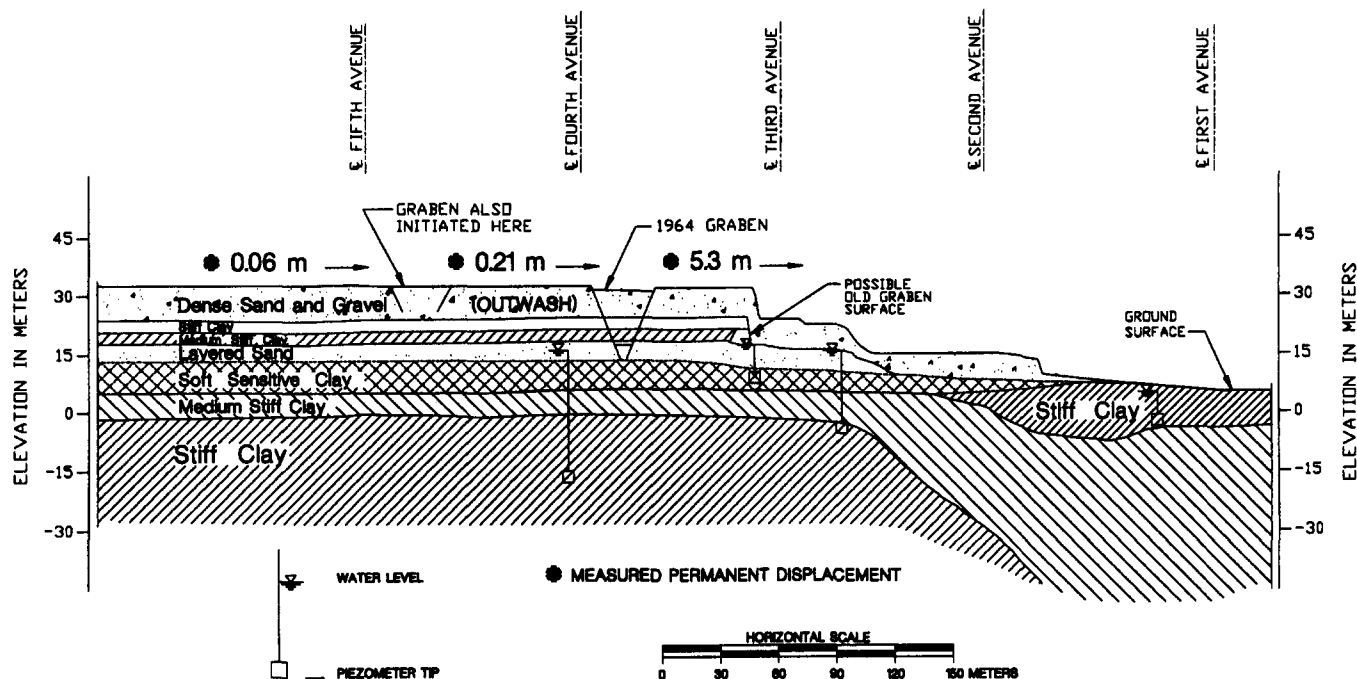 ℄ FIFTH AVENUE
℄ FOURTH AVENUE
℄ THIRD AVENUE
℄ SECOND AVENUE
℄ FIRST AVENUE
GRABEN ALSO
INITIATED HERE
1964 GRABEN
45
45
0.06 m
0.21 m
5.3 m
POSSIBLE
OLD GRABEN
SURFACE
30
Dense Sand and Gravel
(OUTWASH)
30
GROUND
SURFACE
Stiff Clay
Medium Stiff Clay
15
Layered Sand
15
Soft Sensitive Clay
Medium Stiff Clay
0
Stiff Clay
0
Stiff Clay
-15
-15
-30
-30
ELEVATION IN METERS
ELEVATION IN METERS
WATER LEVEL
MEASURED PERMANENT DISPLACEMENT
HORIZONTAL SCALE
PIEZOMETER TIP
0 30 60 90 120 150 METERS